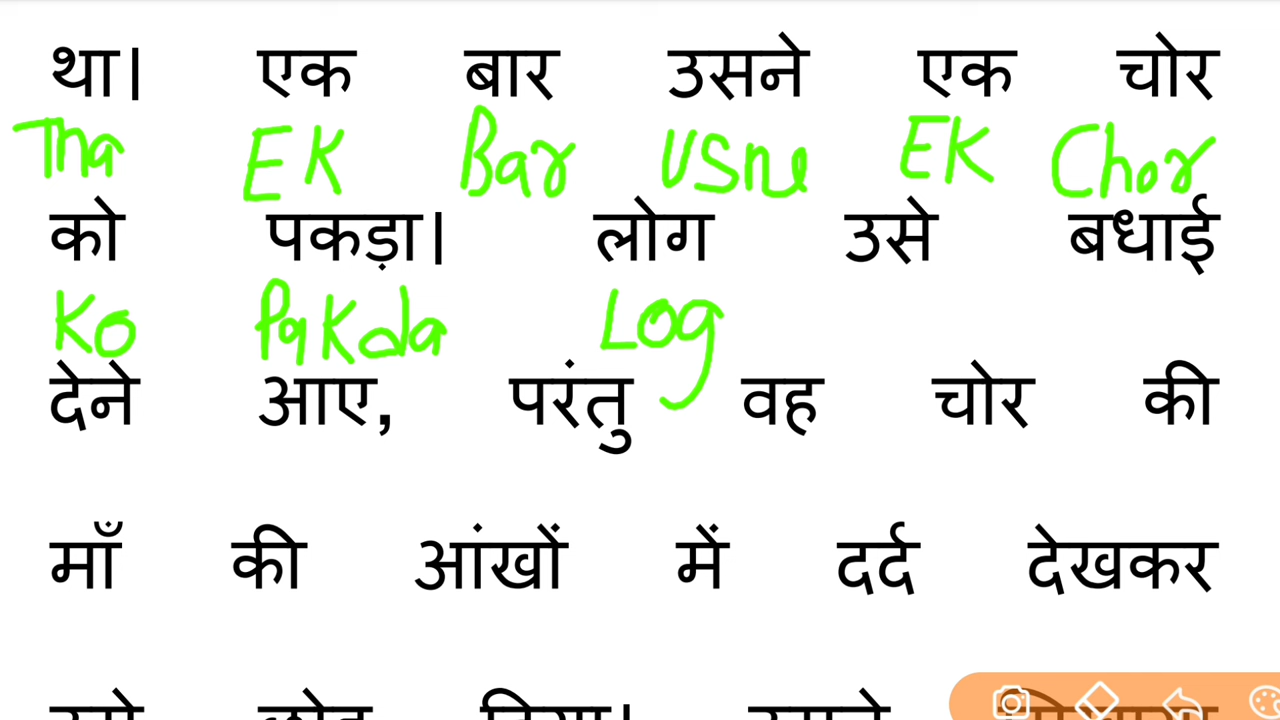 था। एक बार उसने एक चोर
Tha EK Bar USne EK Chor
को पकड़ा। लोग उसे बधाई
Ko PaKda Log
देने आए, परंतु वह चोर की
माँ की आंखों में दर्द देखकर